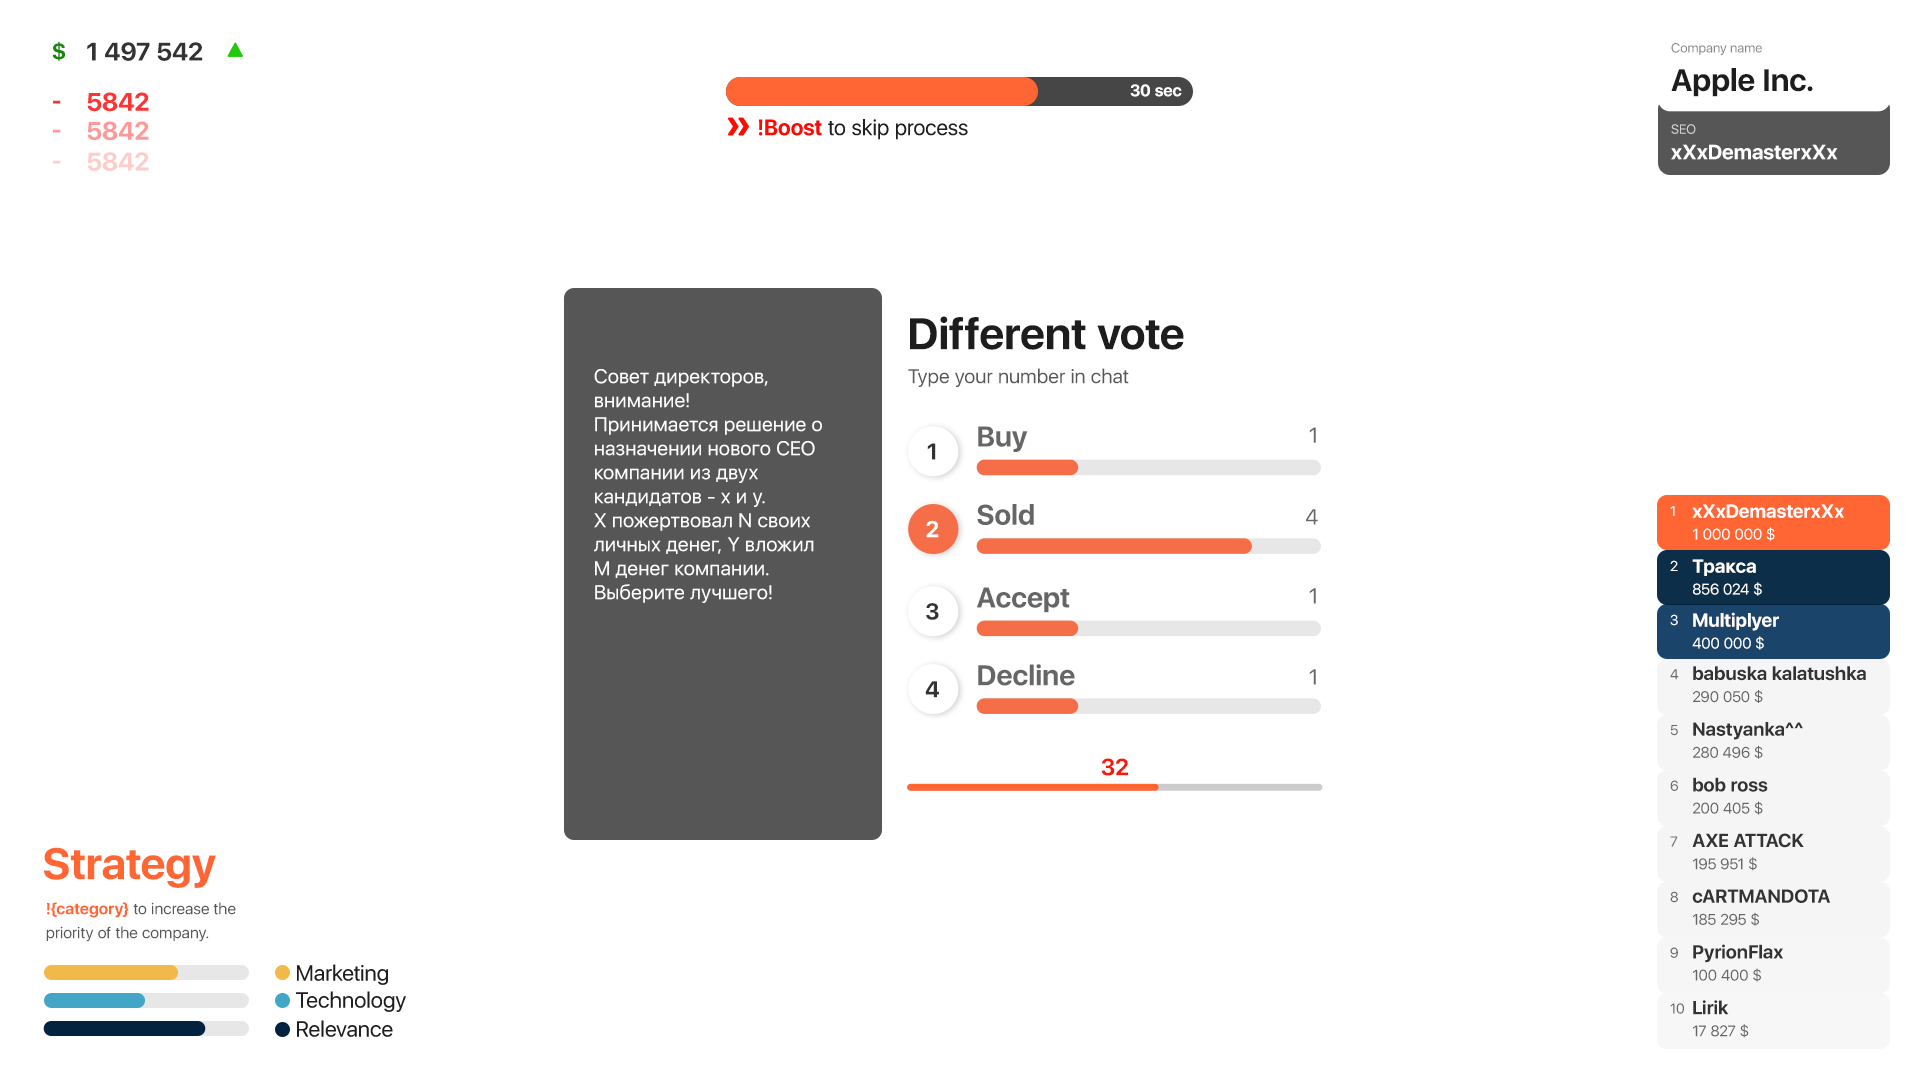 $ 1 497 542
- 5842
- 5842
- 5842
30 sec
!Boost to skip process
Company name
Apple Inc.
SEO
xXxDemasterxXx
Совет директоров,
внимание!
Принимается решение о
назначении нового CEO
компании из двух
кандидатов - x и y.
X пожертвовал N своих
личных денег, Y вложил
M денег компании.
Выберите лучшего!
Different vote
Type your number in chat
1 Buy 1
2 Sold 4
3 Accept 1
4 Decline 1
32
Strategy
!{category} to increase the
priority of the company.
Marketing
Technology
Relevance
1 xXxDemasterxXx
1 000 000 $
2 Тракса
856 024 $
3 Multiplyer
400 000 $
4 babuska kalatushka
290 050 $
5 Nastyanka^^
280 496 $
6 bob ross
200 405 $
7 AXE ATTACK
195 951 $
8 cARTMANDOTA
185 295 $
9 PyrionFlax
100 400 $
10 Lirik
17 827 $